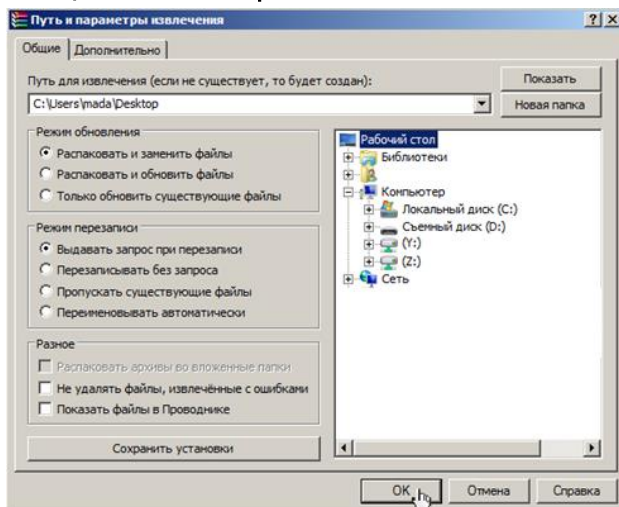 Путь и параметры извлечения
Общие
Дополнительно
Путь для извлечения (если не существует, то будет создан):
Показать
C:\Users\mada\Desktop
Новая папка
Режим обновления
Распаковать и заменить файлы
Распаковать и обновить файлы
Только обновить существующие файлы
Режим перезаписи
Выдавать запрос при перезаписи
Перезаписывать без запроса
Пропускать существующие файлы
Переименовывать автоматически
Разное
Распаковать архивы во вложенные папки
Не удалять файлы, извлечённые с ошибками
Показать файлы в Проводнике
Сохранить установки
Рабочий стол
Библиотеки
Компьютер
Локальный диск (C:)
Съемный диск (D:)
(Y:)
(Z:)
Сеть
OK
Отмена
Справка